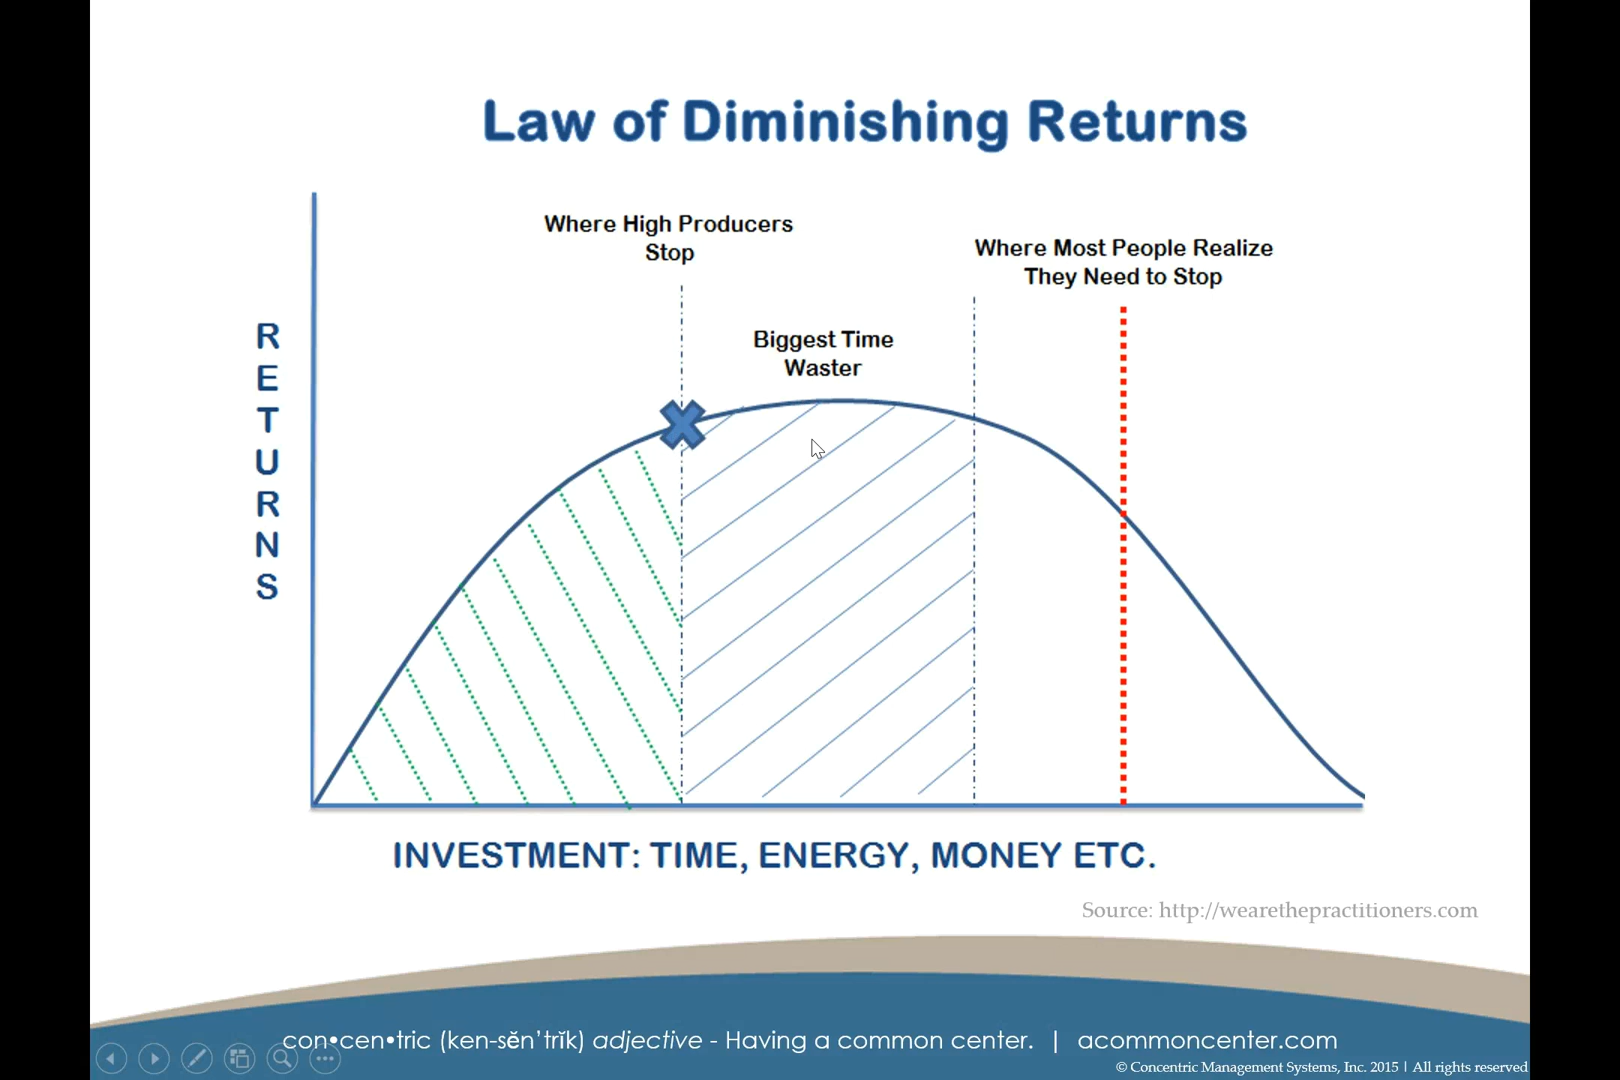 Law of Diminishing Returns
Where High Producers
Stop
Where Most People Realize
They Need to Stop
Biggest Time
Waster
RETURNS
INVESTMENT: TIME, ENERGY, MONEY ETC.
Source: http://wearethepractitioners.com
con•cen•tric (ken-sĕn’trĭk) adjective - Having a common center. | acommoncenter.com
© Concentric Management Systems, Inc. 2015 | All rights reserved